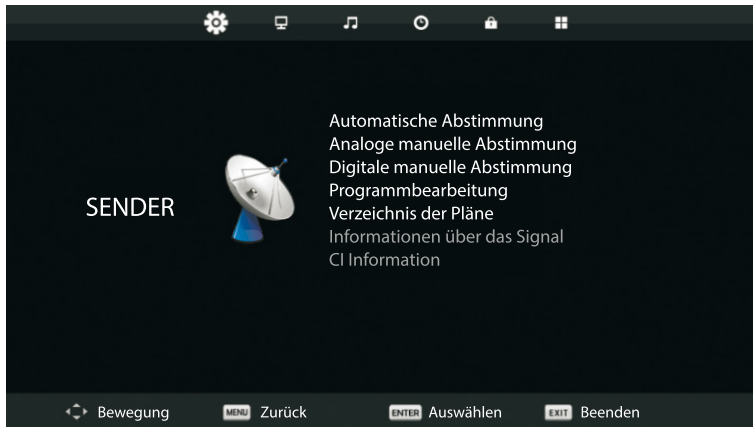 Automatische Abstimmung
Analoge manuelle Abstimmung
Digitale manuelle Abstimmung
Programmbearbeitung
SENDER
Verzeichnis der Pläne
Informationen über das Signal
CI Information
Bewegung MENU Zurück ENTER Auswählen EXIT Beenden